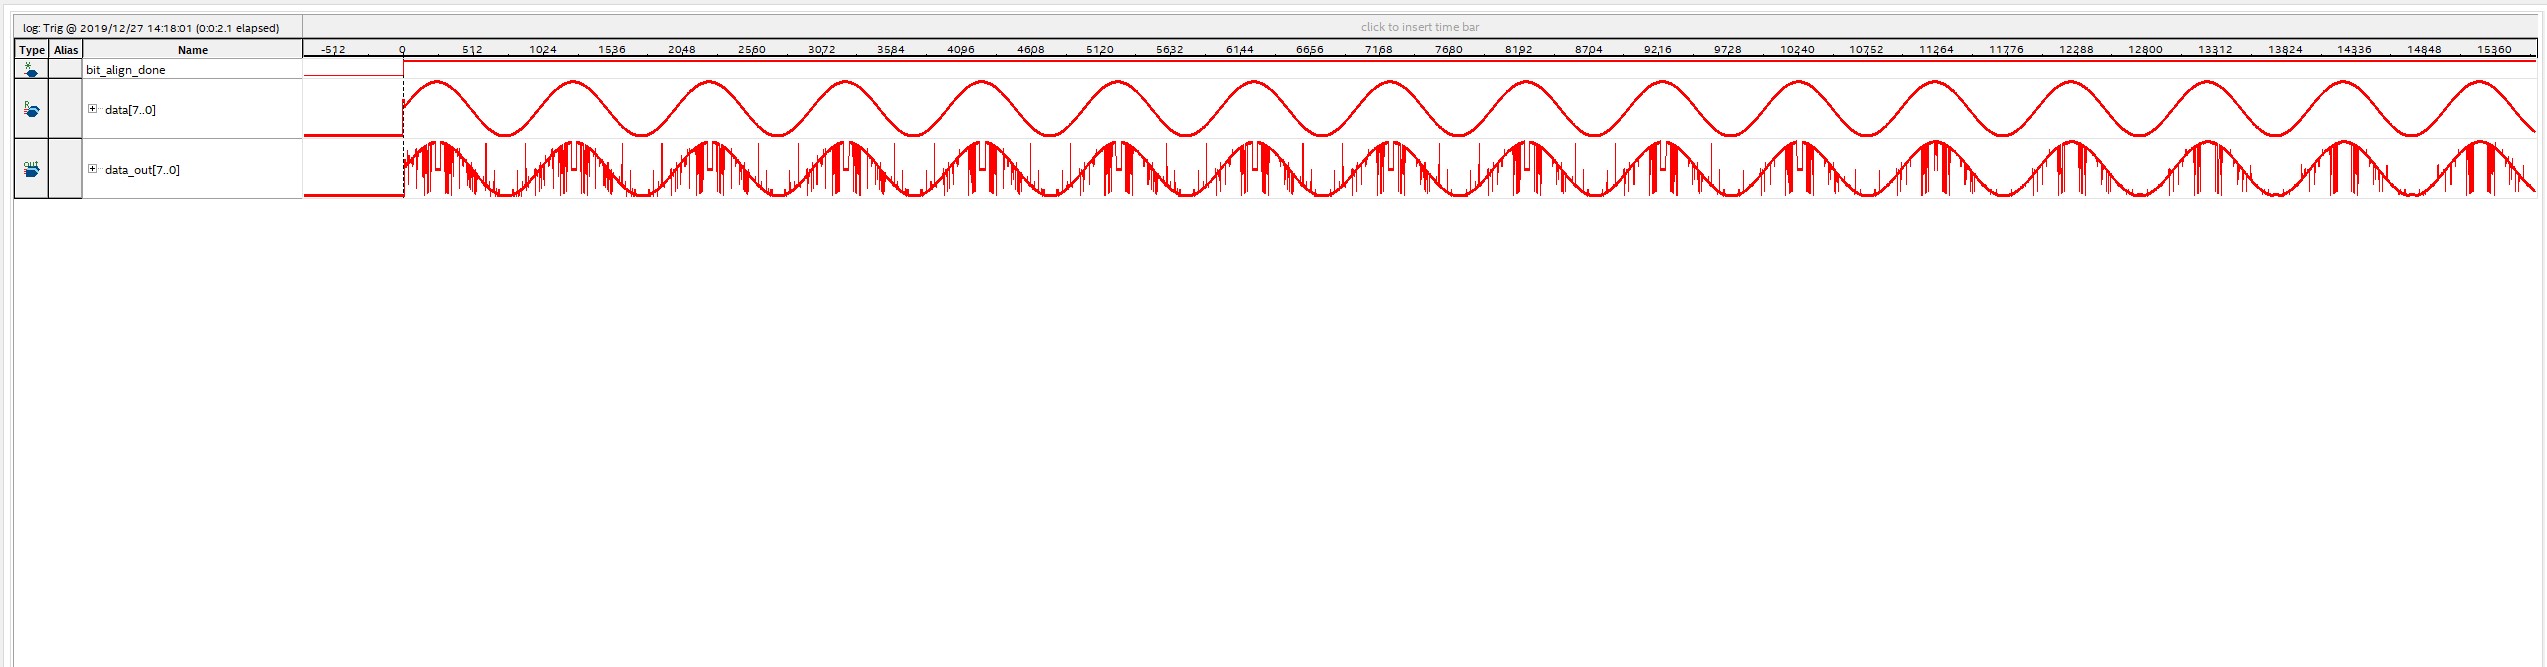 log: Trig @ 2019/12/27 14:18:01 (0:0:2.1 elapsed) click to insert time bar
Type Alias Name -512 0 512 1024 1536 2048 2560 3072 3584 4096 4608 5120 5632 6144 6656 7168 7680 8192 8704 9216 9728 10240 10752 11264 11776 12288 12800 13312 13824 14336 14848 15360
* bit_align_done
R data[7..0]
out data_out[7..0]